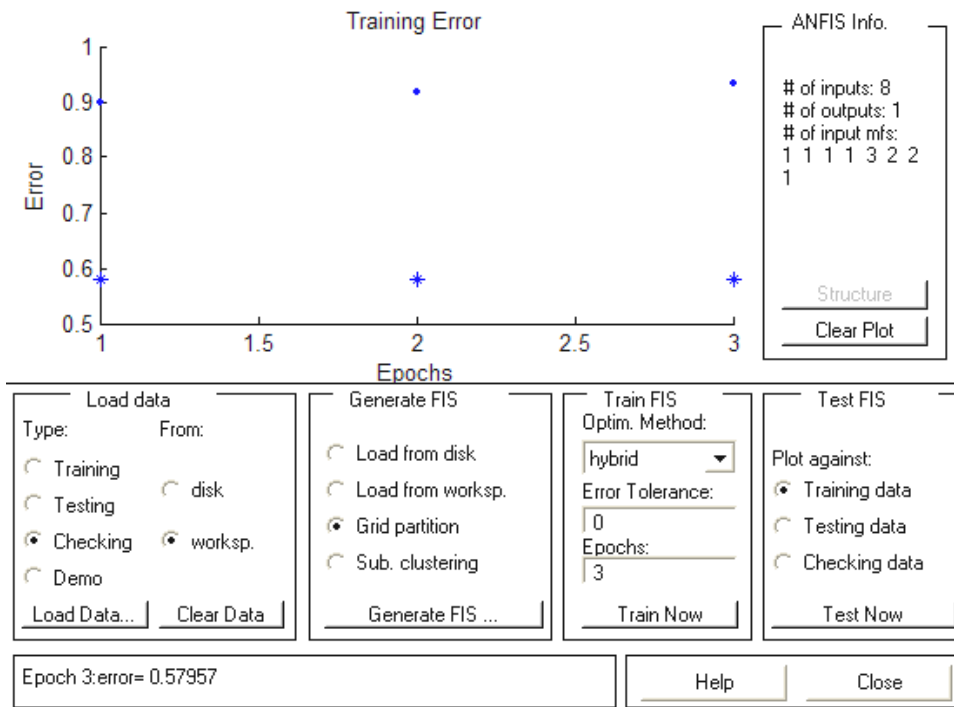 Training Error
1
0.9
0.8
0.7
0.6
0.5
Error
1
1.5
2
2.5
3
Epochs
ANFIS Info.
# of inputs: 8
# of outputs: 1
# of input mfs:
1 1 1 1 3 2 2
1
Structure
Clear Plot
Load data
Type:
From:
Training
Testing
Checking
Demo
disk
worksp.
Load Data...
Clear Data
Generate FIS
Load from disk
Load from worksp.
Grid partition
Sub. clustering
Generate FIS ...
Train FIS
Optim. Method:
hybrid
Error Tolerance:
0
Epochs:
3
Train Now
Test FIS
Plot against:
Training data
Testing data
Checking data
Test Now
Epoch 3:error= 0.57957
Help
Close